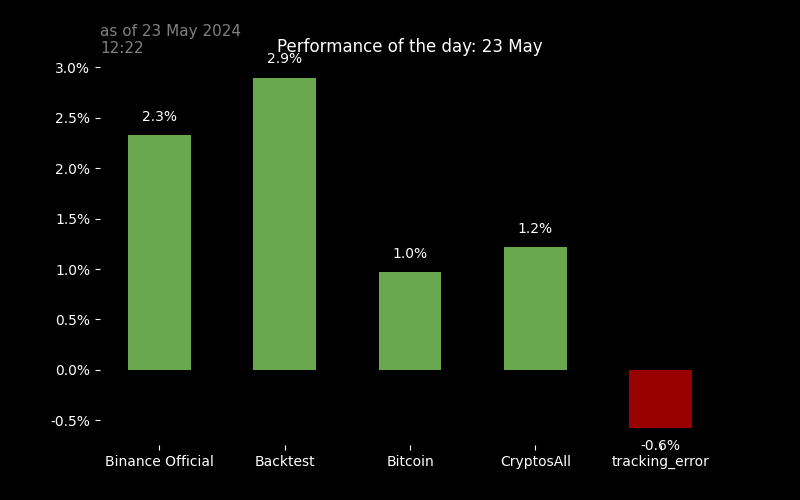 as of 23 May 2024
12:22
Performance of the day: 23 May
3.0%
2.5%
2.0%
1.5%
1.0%
0.5%
0.0%
-0.5%
2.3%
2.9%
1.0%
1.2%
-0.6%
Binance Official
Backtest
Bitcoin
CryptosAll
tracking_error